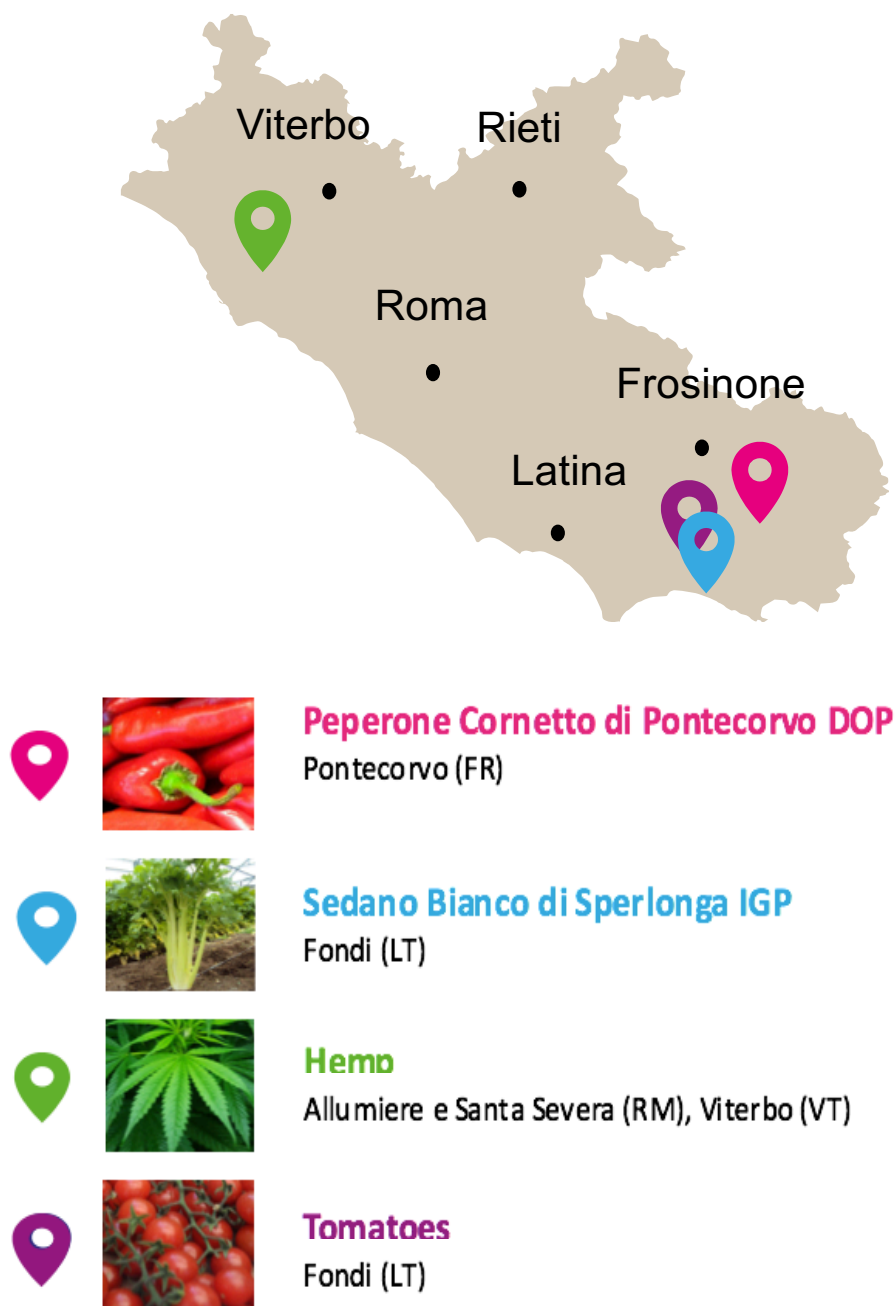 Viterbo
Rieti
Roma
Frosinone
Latina
Peperone Cornetto di Pontecorvo DOP
Pontecorvo (FR)
Sedano Bianco di Sperlonga IGP
Fondi (LT)
Hemp
Allumiere e Santa Severa (RM), Viterbo (VT)
Tomatoes
Fondi (LT)